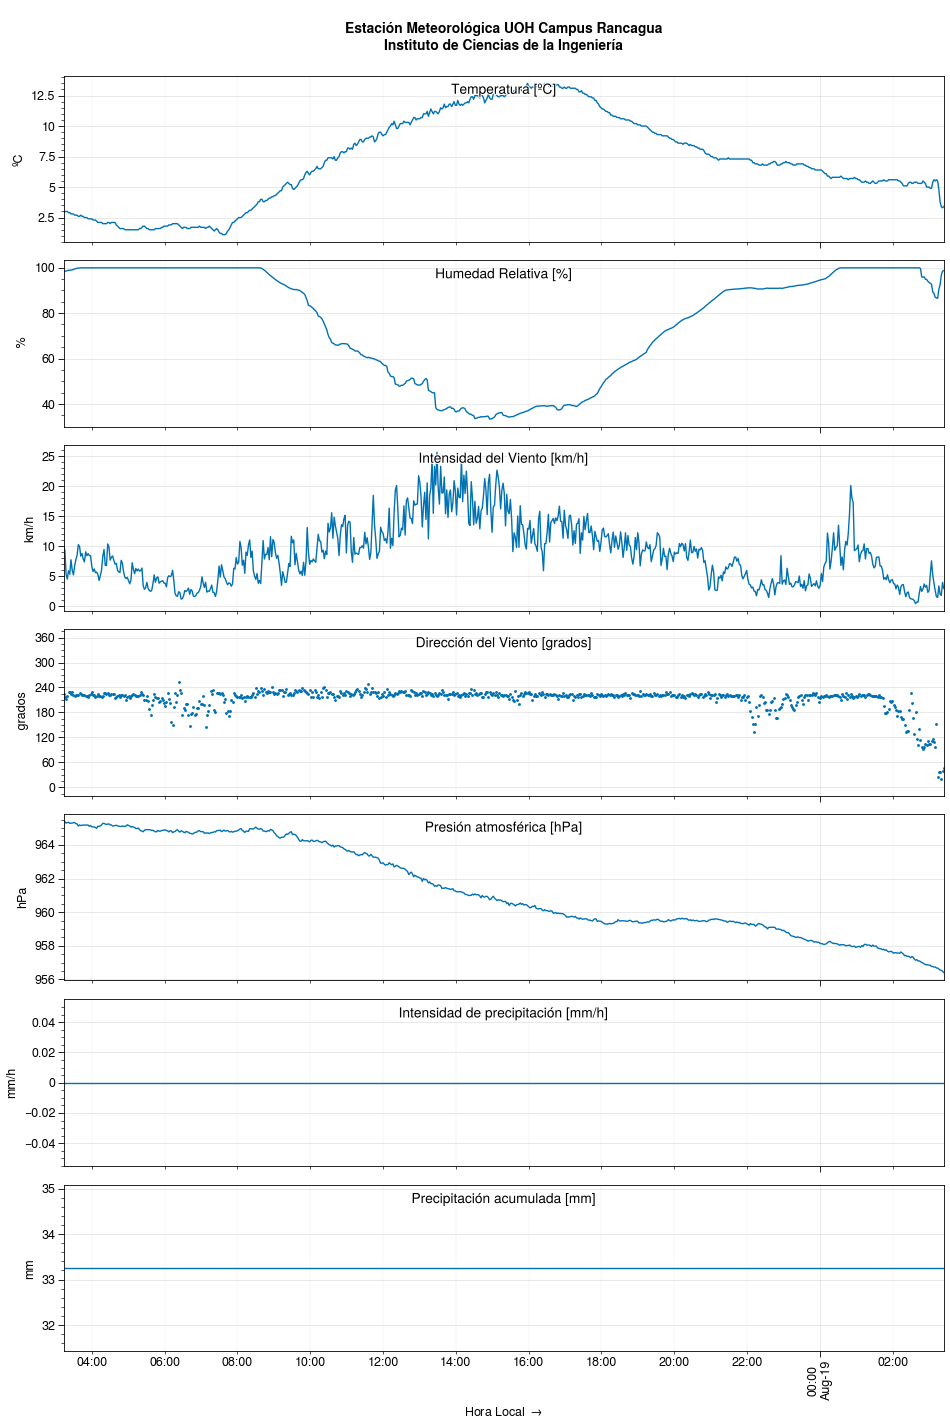 Estación Meteorológica UOH Campus Rancagua
Instituto de Ciencias de la Ingeniería
Temperatura [ºC]
12.5
10
7.5
5
2.5
ºC
Humedad Relativa [%]
100
80
60
40
%
Intensidad del Viento [km/h]
25
20
15
10
5
0
km/h
Dirección del Viento [grados]
360
300
240
180
120
60
0
grados
Presión atmosférica [hPa]
964
962
960
958
956
hPa
Intensidad de precipitación [mm/h]
0.04
0.02
0
−0.02
−0.04
mm/h
Precipitación acumulada [mm]
35
34
33
32
mm
04:00 06:00 08:00 10:00 12:00 14:00 16:00 18:00 20:00 22:00 00:00 02:00
Aug-19
Hora Local →